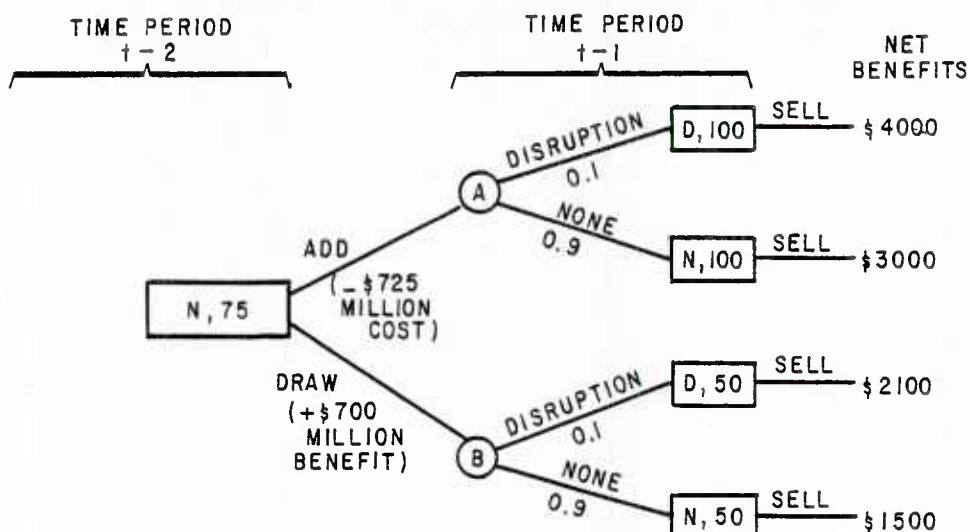 TIME PERIOD
t-2
TIME PERIOD
t-1
NET
BENEFITS
DISRUPTION
0.1
D, 100
SELL
$4000
A
NONE
0.9
N, 100
SELL
$3000
ADD
(-$725
MILLION
COST)
N, 75
DRAW
(+$700
MILLION
BENEFIT)
DISRUPTION
0.1
D, 50
SELL
$2100
B
NONE
0.9
N, 50
SELL
$1500